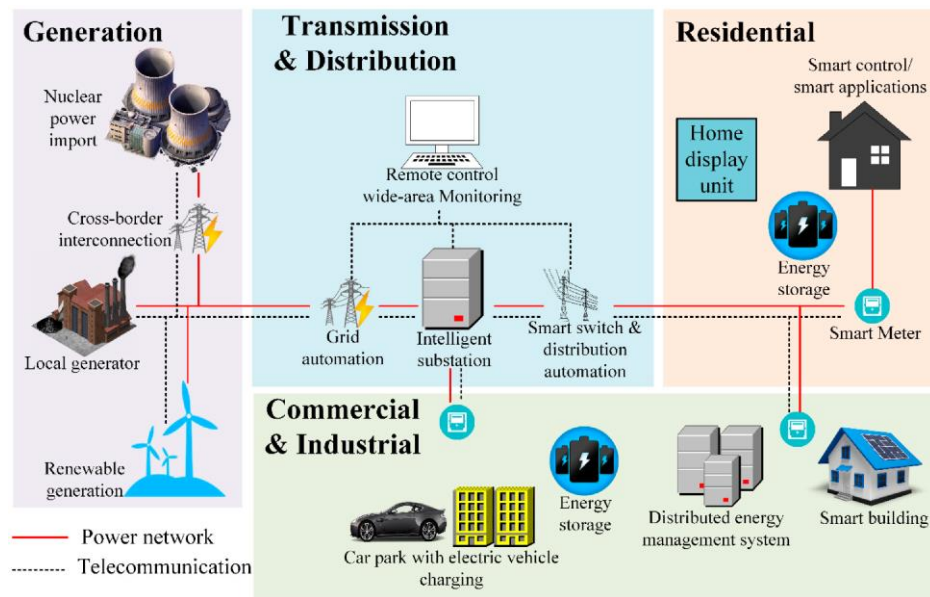 Generation
Nuclear
power
import
Cross-border
interconnection
Local generator
Renewable
generation
Power network
Telecommunication
Transmission
& Distribution
Remote control
wide-area Monitoring
Grid
automation
Intelligent
substation
Smart switch &
distribution
automation
Residential
Smart control/
smart applications
Home
display
unit
Energy
storage
Smart Meter
Commercial
& Industrial
Car park with electric vehicle
charging
Energy
storage
Distributed energy
management system
Smart building